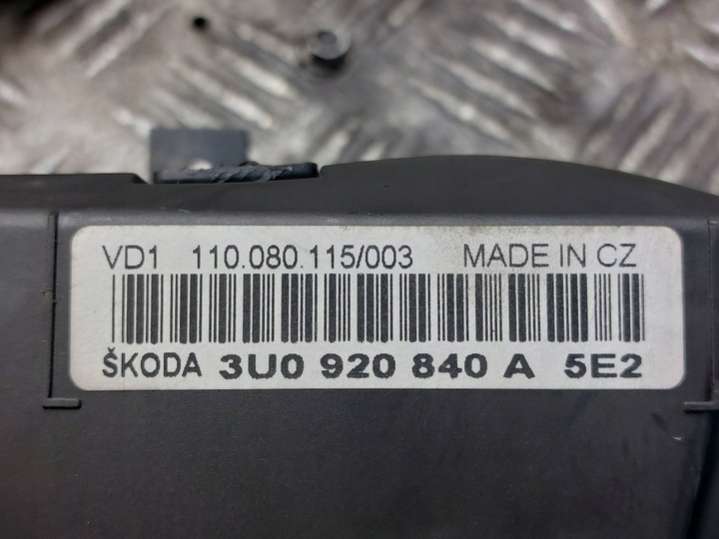 VD1 110.080.115/003 MADE IN CZ
ŠKODA 3U0 920 840 A 5E2